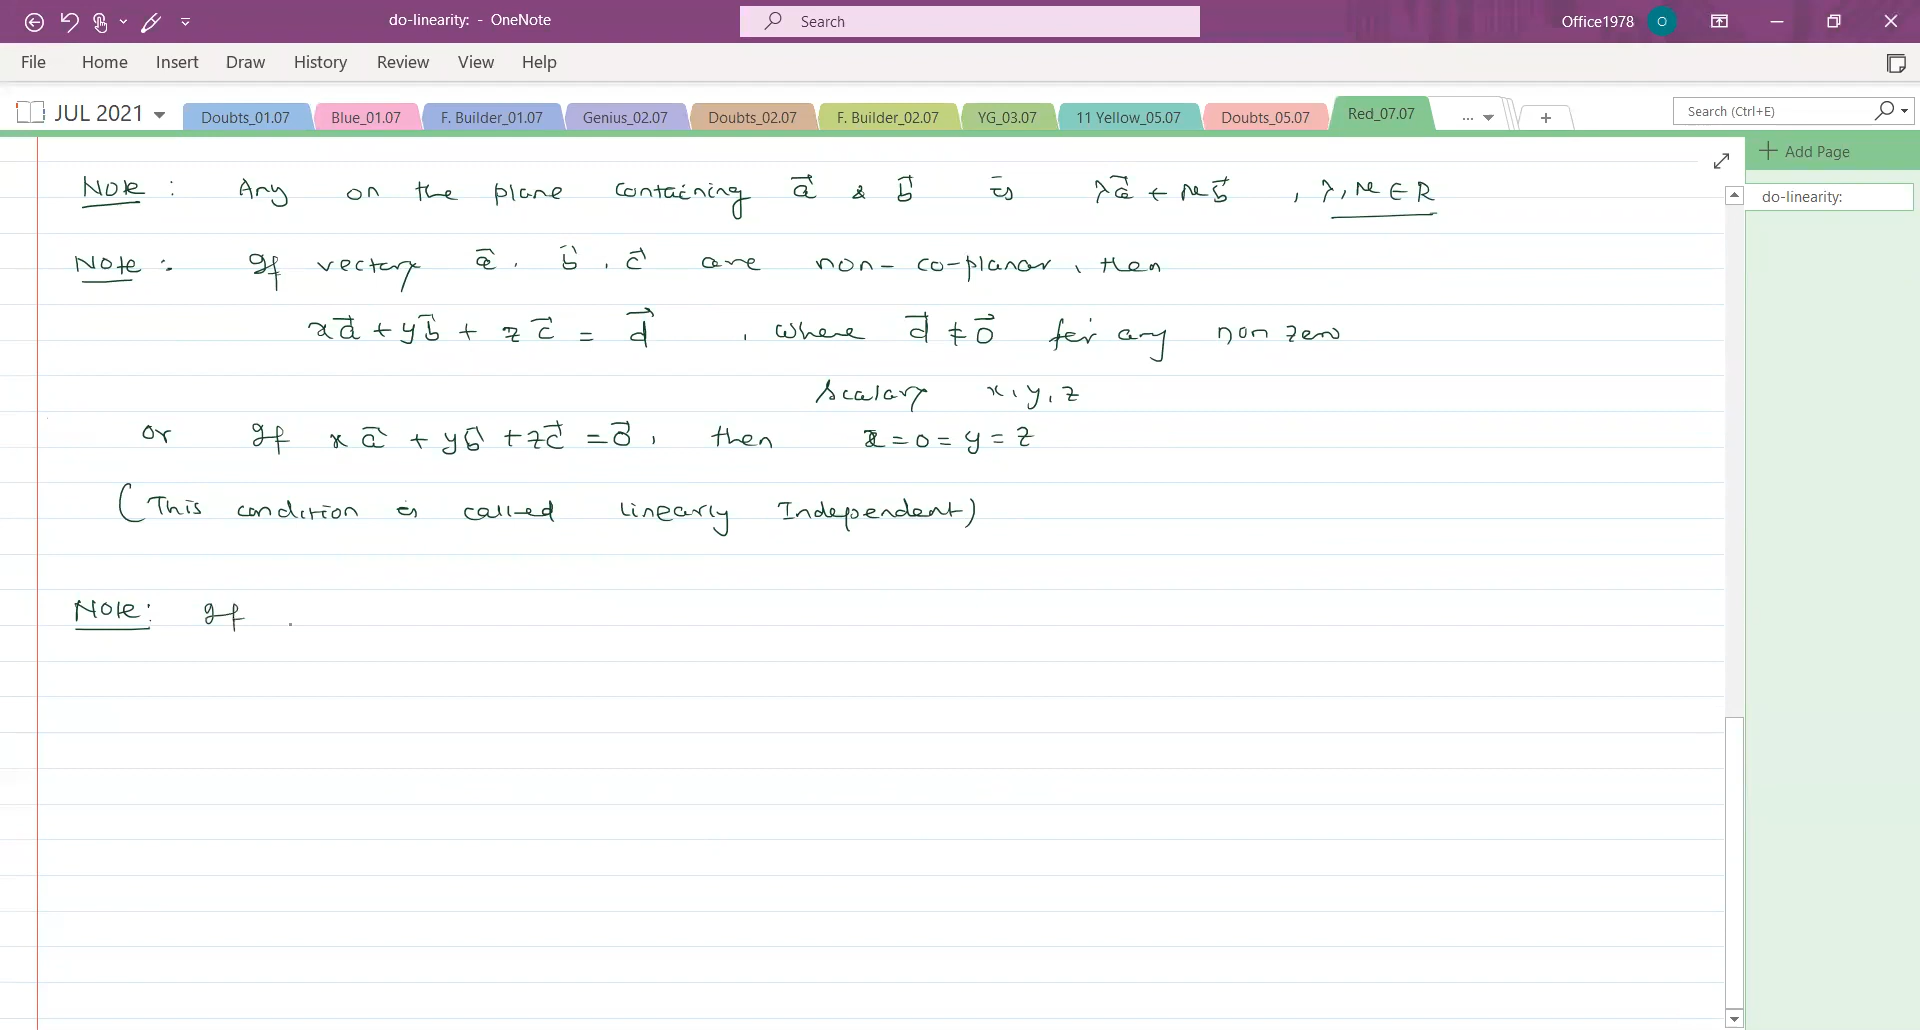 do-linearity: - OneNote
Search
Office1978
O
File Home Insert Draw History Review View Help
JUL 2021
Doubts_01.07 Blue_01.07 F. Builder_01.07 Genius_02.07 Doubts_02.07 F. Builder_02.07 YG_03.07 11 Yellow_05.07 Doubts_05.07 Red_07.07 ... +
Search (Ctrl+E)
+ Add Page
do-linearity:
Note : Any on the plane containing a⃗ & b⃗ is λa⃗ + μb⃗ , λ, μ ∈ R
Note : If vectors a⃗ , b⃗ , c⃗ are non-co-planar, then
xa⃗ + yb⃗ + zc⃗ = d⃗ , where d⃗ ≠ 0⃗ for any non zero
scalars x, y, z
or If xa⃗ + yb⃗ + zc⃗ = 0⃗ , then x = 0 = y = z
(This condition is called linearly Independent)
Note: If